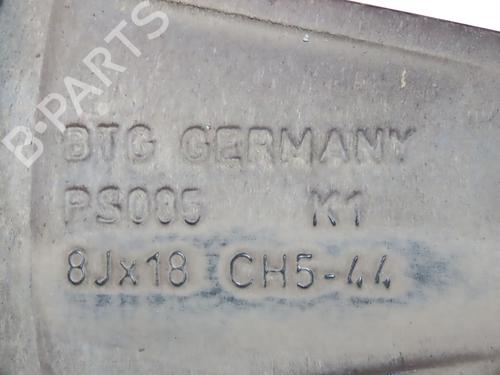 B-PARTS
BTG GERMANY
PS085 K1
8Jx18 CH5-44